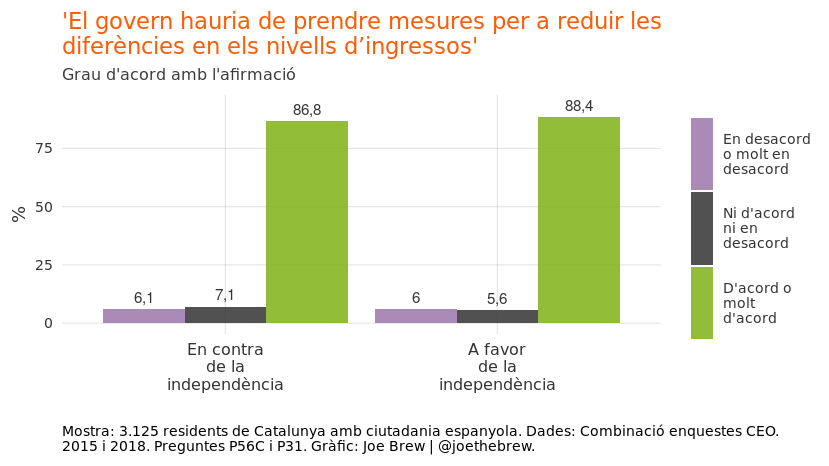 'El govern hauria de prendre mesures per a reduir les
diferències en els nivells d’ingressos'
Grau d'acord amb l'afirmació
%
75
50
25
0
6,1
7,1
86,8
6
5,6
88,4
En contra
de la
independència
A favor
de la
independència
En desacord
o molt en
desacord
Ni d'acord
ni en
desacord
D'acord o
molt
d'acord
Mostra: 3.125 residents de Catalunya amb ciutadania espanyola. Dades: Combinació enquestes CEO.
2015 i 2018. Preguntes P56C i P31. Gràfic: Joe Brew | @joethebrew.